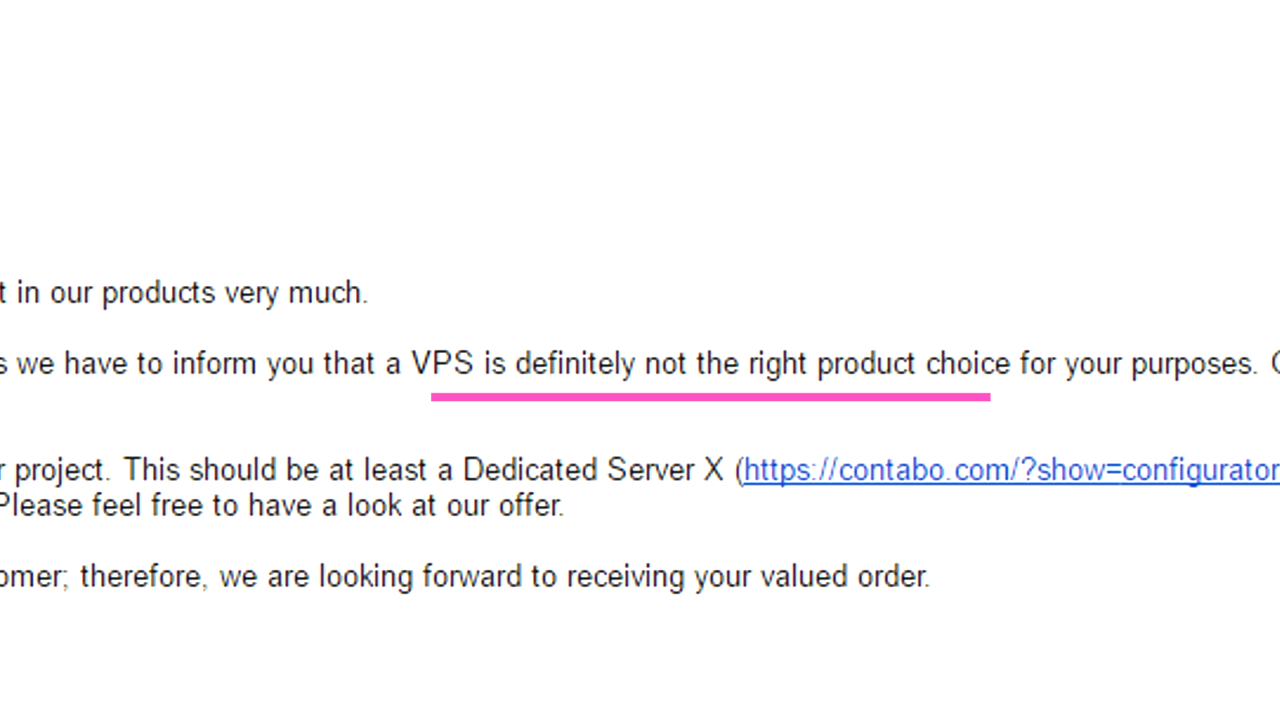 t in our products very much.
s we have to inform you that a VPS is definitely not the right product choice for your purposes.
r project. This should be at least a Dedicated Server X (https://contabo.com/?show=configurator
Please feel free to have a look at our offer.
omer; therefore, we are looking forward to receiving your valued order.